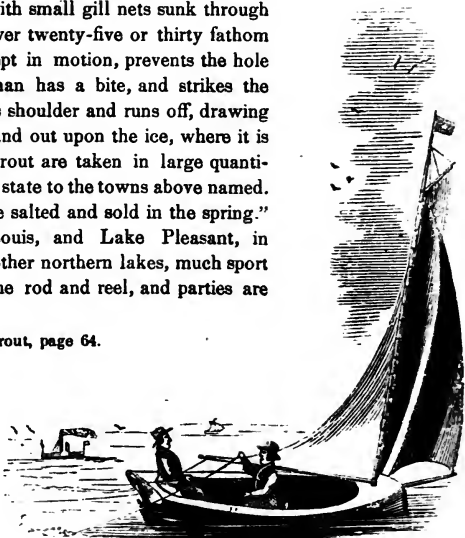 ith small gill nets sunk through
ver twenty-five or thirty fathom
pt in motion, prevents the hole
nan has a bite, and strikes the
s shoulder and runs off, drawing
and out upon the ice, where it is
rout are taken in large quanti-
state to the towns above named.
e salted and sold in the spring."
ouis, and Lake Pleasant, in
ther northern lakes, much sport
he rod and reel, and parties are
rout, page 64.